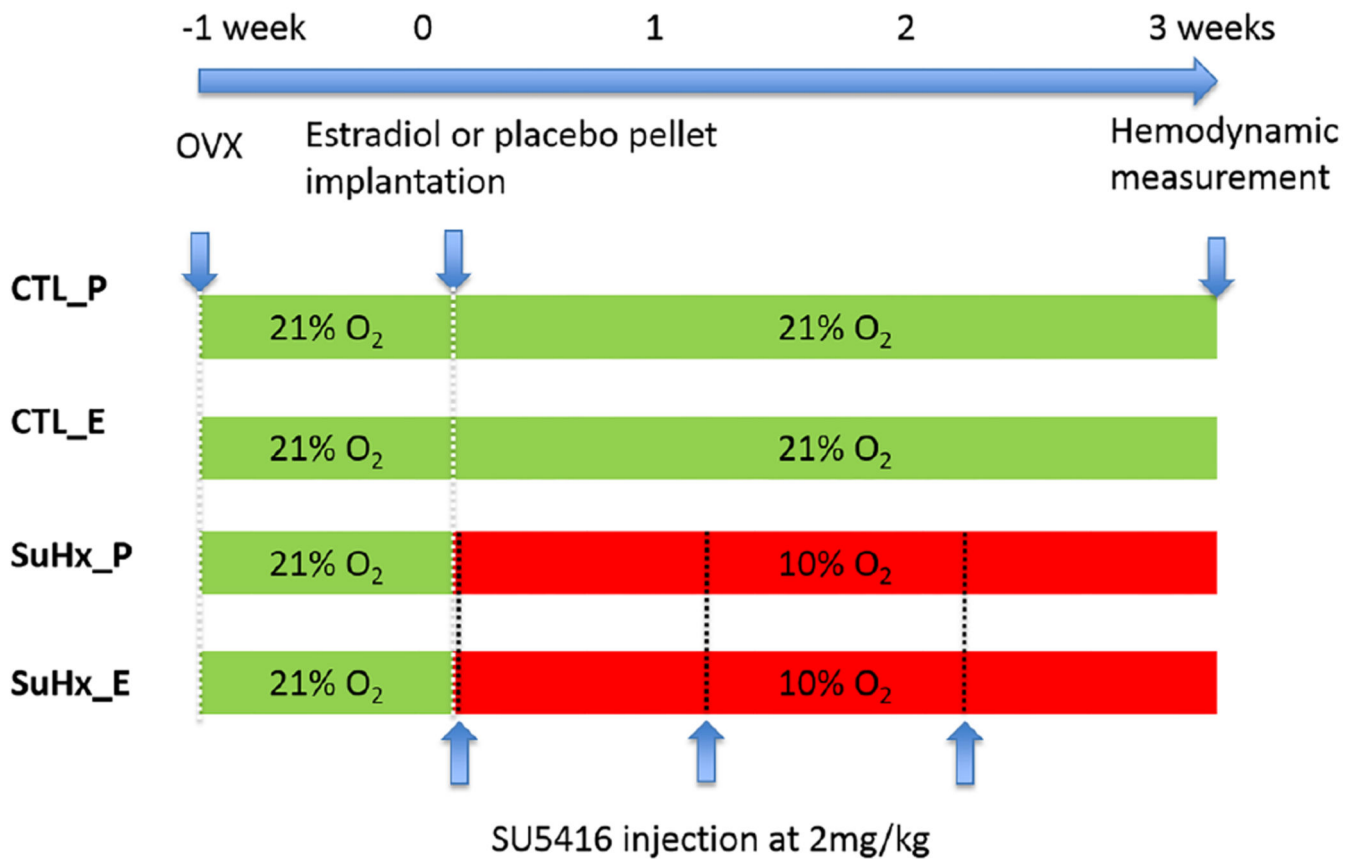 -1 week 0 1 2 3 weeks
OVX
Estradiol or placebo pellet
implantation
Hemodynamic
measurement
CTL_P
21% O₂ 21% O₂
CTL_E
21% O₂ 21% O₂
SuHx_P
21% O₂ 10% O₂
SuHx_E
21% O₂ 10% O₂
SU5416 injection at 2mg/kg